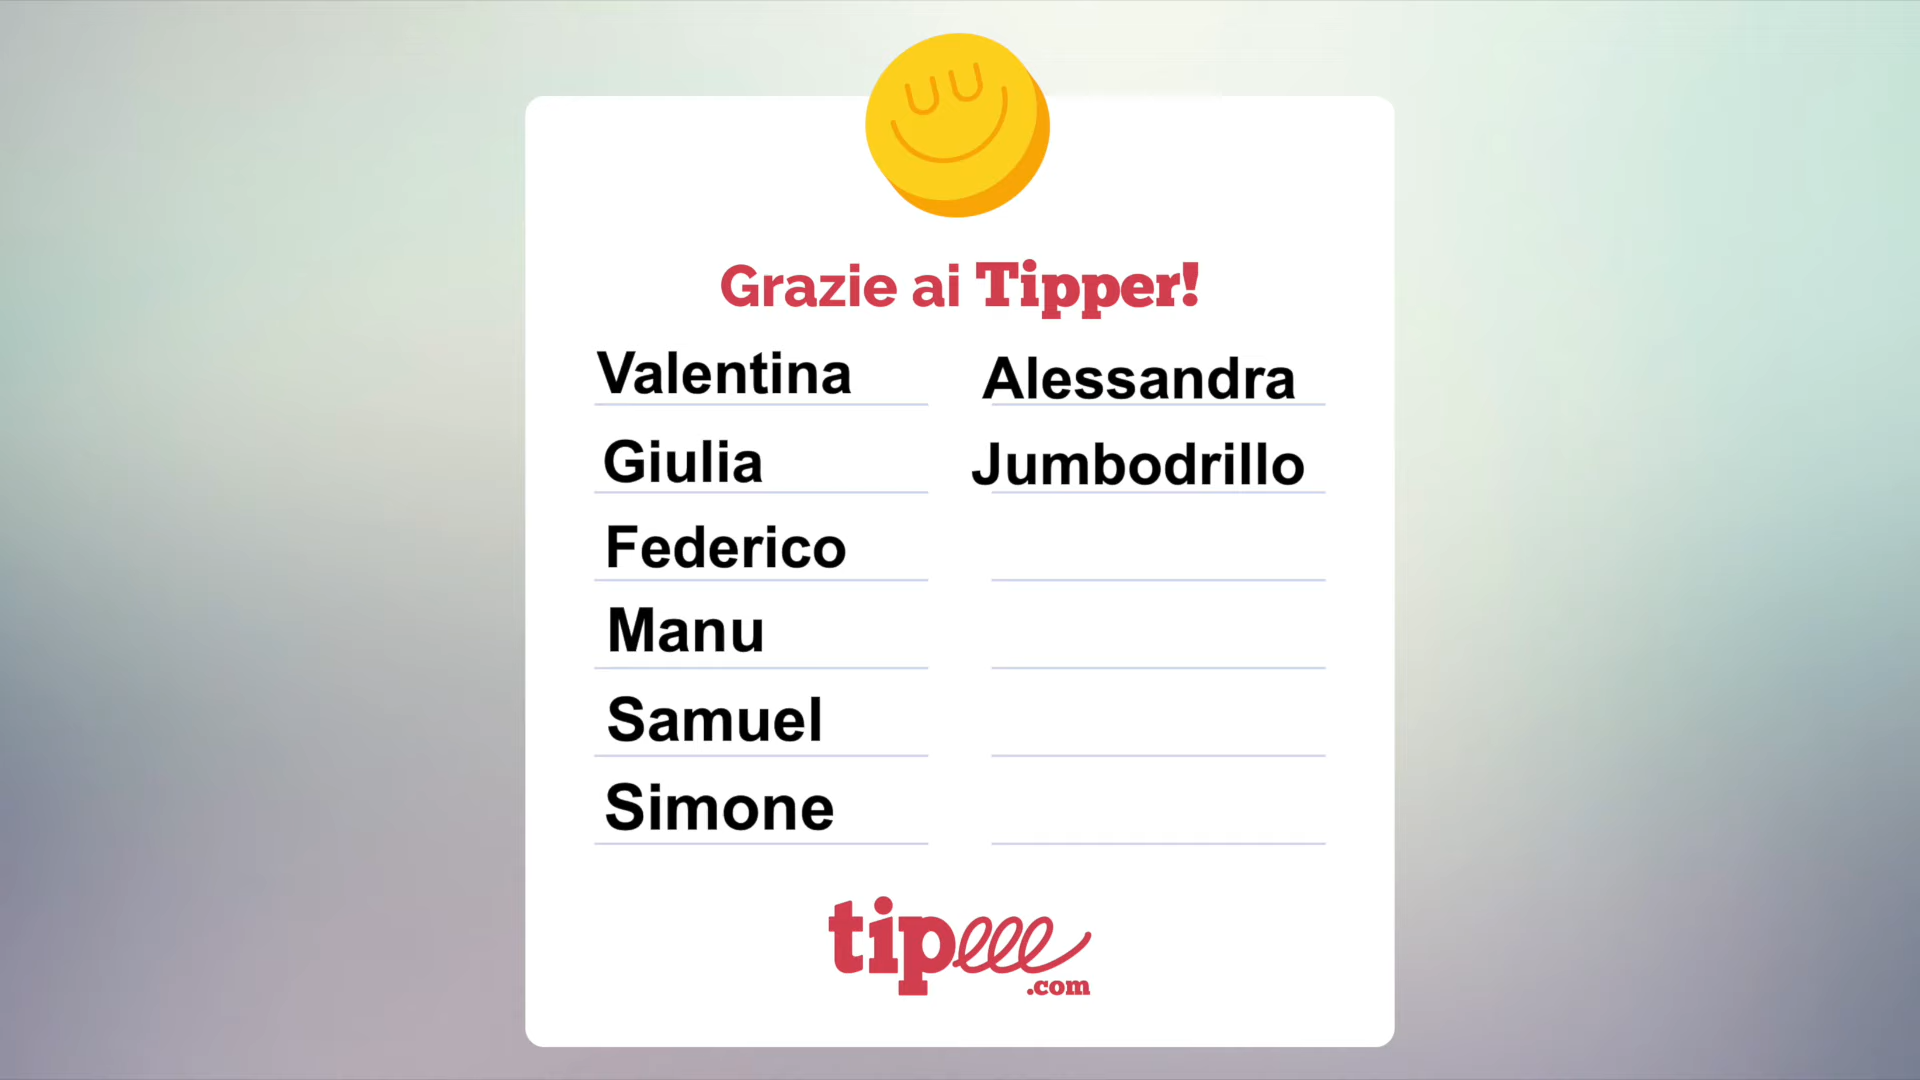 Grazie ai Tipper!
Valentina
Giulia
Federico
Manu
Samuel
Simone
Alessandra
Jumbodrillo
tipeee
.com